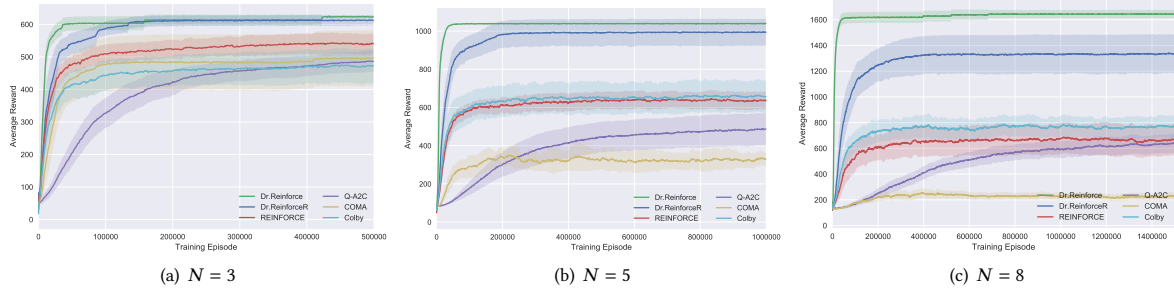 600
500
400
300
200
100
0
Average Reward
Dr.Reinforce
Dr.ReinforceR
REINFORCE
Q-A2C
COMA
Colby
0
100000
200000
300000
400000
500000
Training Episode
(a) N = 3
1000
800
600
400
200
0
Average Reward
Dr.Reinforce
Dr.ReinforceR
REINFORCE
Q-A2C
COMA
Colby
0
200000
400000
600000
800000
1000000
Training Episode
(b) N = 5
1600
1400
1200
1000
800
600
400
200
0
Average Reward
Dr.Reinforce
Dr.ReinforceR
REINFORCE
Q-A2C
COMA
Colby
0
200000
400000
600000
800000
1000000
1200000
1400000
Training Episode
(c) N = 8